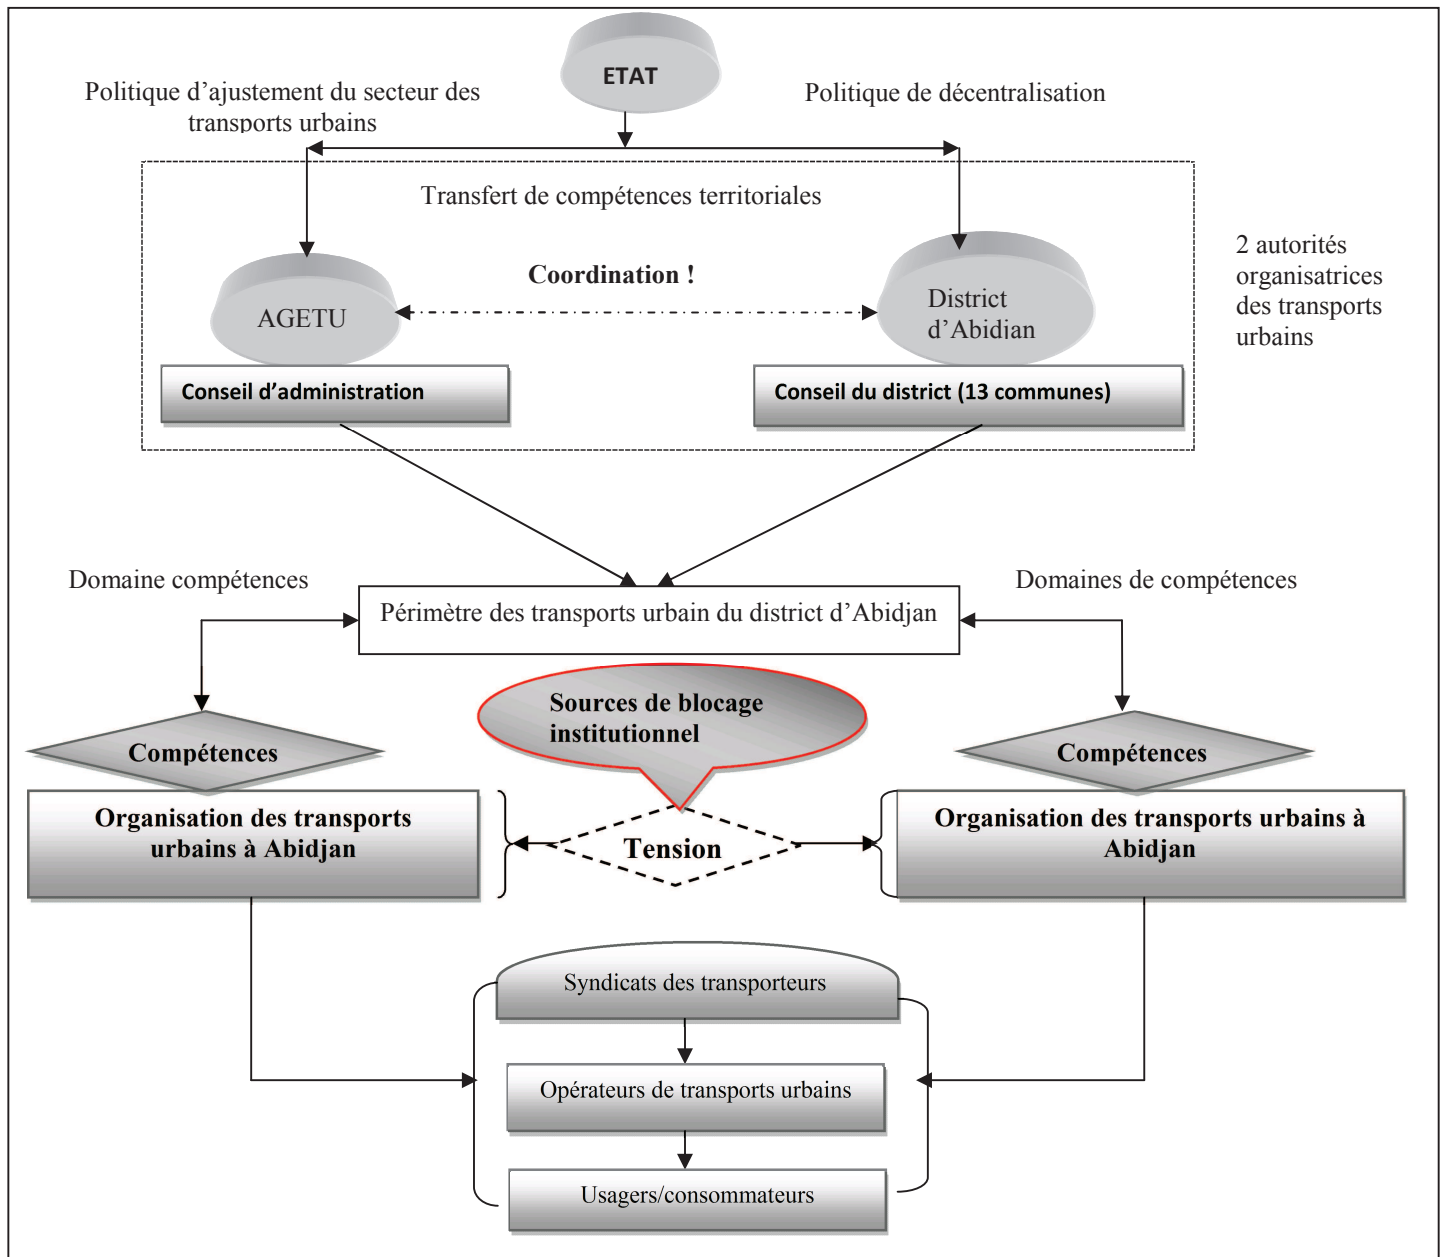 ETAT
Politique d'ajustement du secteur des
transports urbains
Politique de décentralisation
Transfert de compétences territoriales
2 autorités
organisatrices
des transports
urbains
Coordination !
AGETU
District
d'Abidjan
Conseil d'administration
Conseil du district (13 communes)
Domaine compétences
Domaines de compétences
Périmètre des transports urbain du district d'Abidjan
Sources de blocage
institutionnel
Compétences
Compétences
Organisation des transports
urbains à Abidjan
Tension
Organisation des transports urbains à
Abidjan
Syndicats des transporteurs
Opérateurs de transports urbains
Usagers/consommateurs